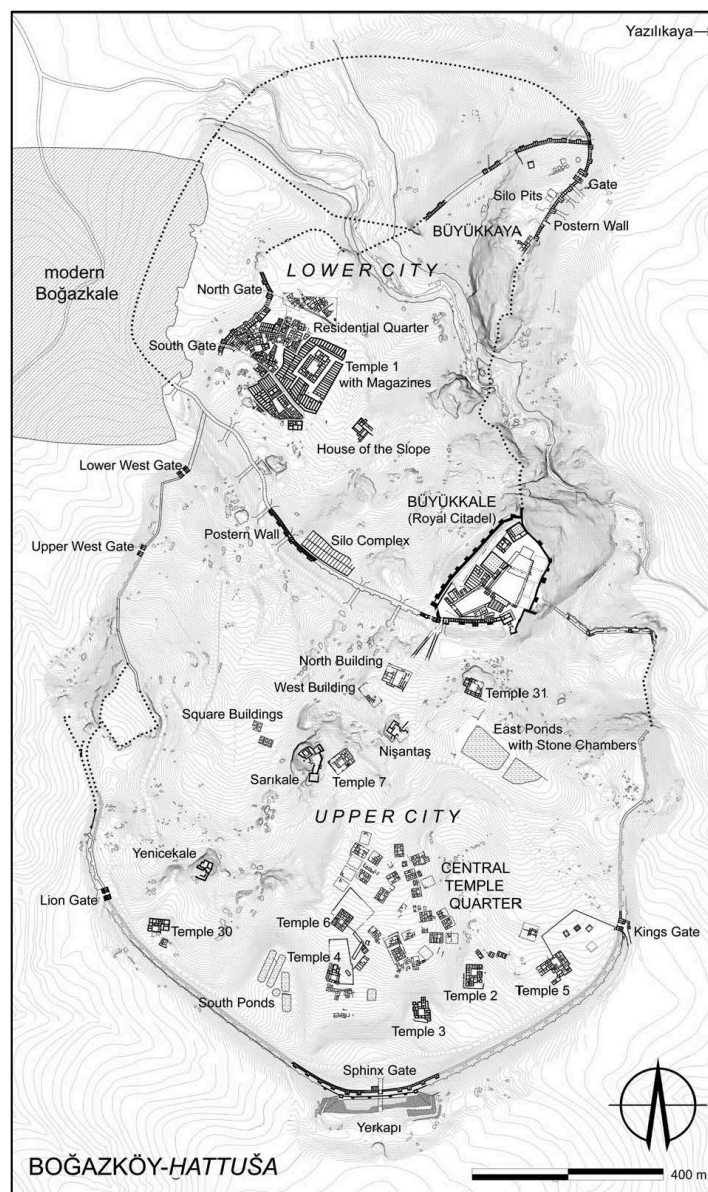 Yazılıkaya→
Silo Pits
Gate
Postern Wall
BÜYÜKKAYA
LOWER CITY
modern
Boğazkale
North Gate
Residential Quarter
South Gate
Temple 1
with Magazines
House of the Slope
Lower West Gate
BÜYÜKKALE
(Royal Citadel)
Postern Wall
Silo Complex
Upper West Gate
North Building
West Building
Temple 31
Square Buildings
Nişantaş
East Ponds
with Stone Chambers
Sarıkale
Temple 7
UPPER CITY
Yenicekale
CENTRAL
TEMPLE
QUARTER
Lion Gate
Temple 30
Temple 6
Kings Gate
Temple 4
South Ponds
Temple 2
Temple 5
Temple 3
Sphinx Gate
Yerkapı
BOĞAZKÖY-ḪATTUŠA
400 m